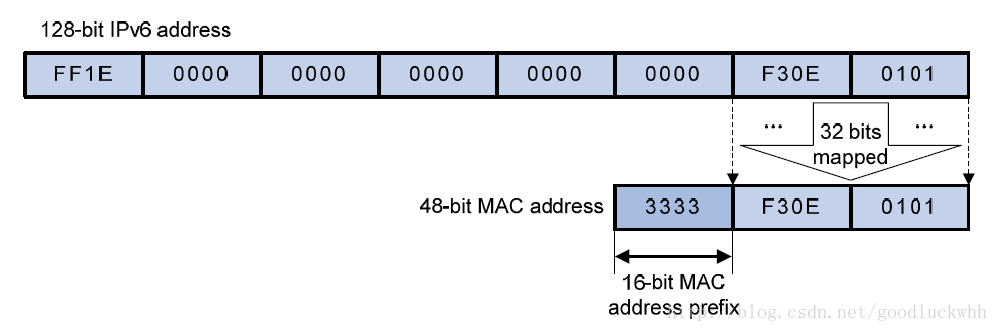 128-bit IPv6 address
FF1E 0000 0000 0000 0000 0000 F30E 0101
... 32 bits ...
mapped
48-bit MAC address 3333 F30E 0101
16-bit MAC
address prefix
http://blog.csdn.net/goodluckwhh